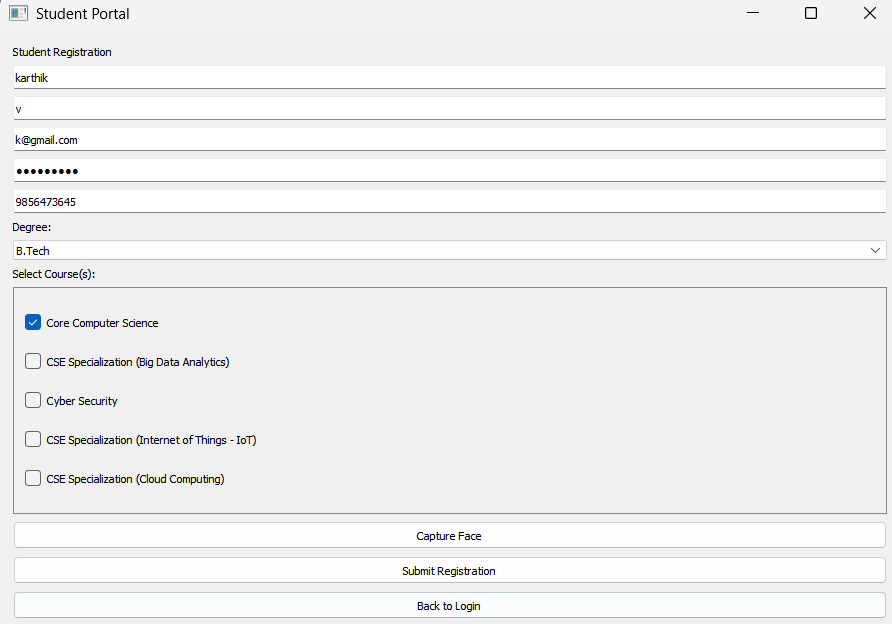 Student Portal
Student Registration
karthik
v
k@gmail.com
●●●●●●●●●
9856473645
Degree:
B.Tech
Select Course(s):
Core Computer Science
CSE Specialization (Big Data Analytics)
Cyber Security
CSE Specialization (Internet of Things - IoT)
CSE Specialization (Cloud Computing)
Capture Face
Submit Registration
Back to Login